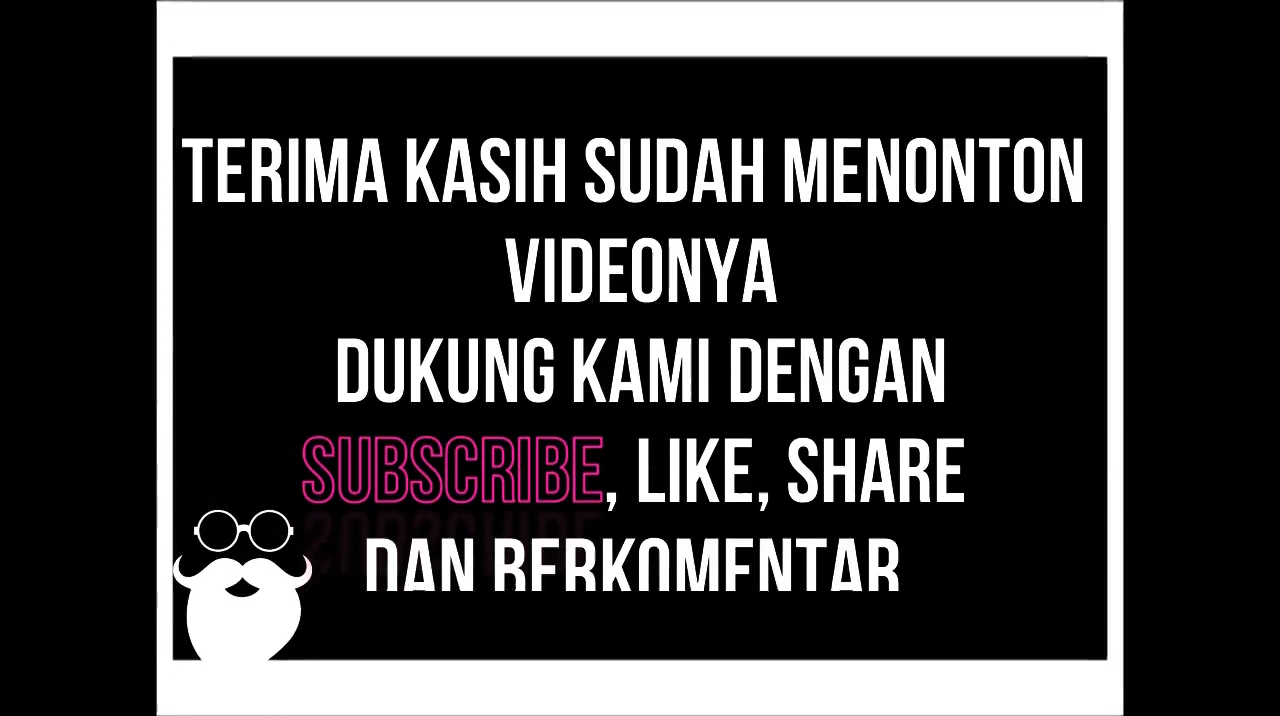 TERIMA KASIH SUDAH MENONTON
VIDEONYA
DUKUNG KAMI DENGAN
SUBSCRIBE, LIKE, SHARE
DAN BERKOMENTAR